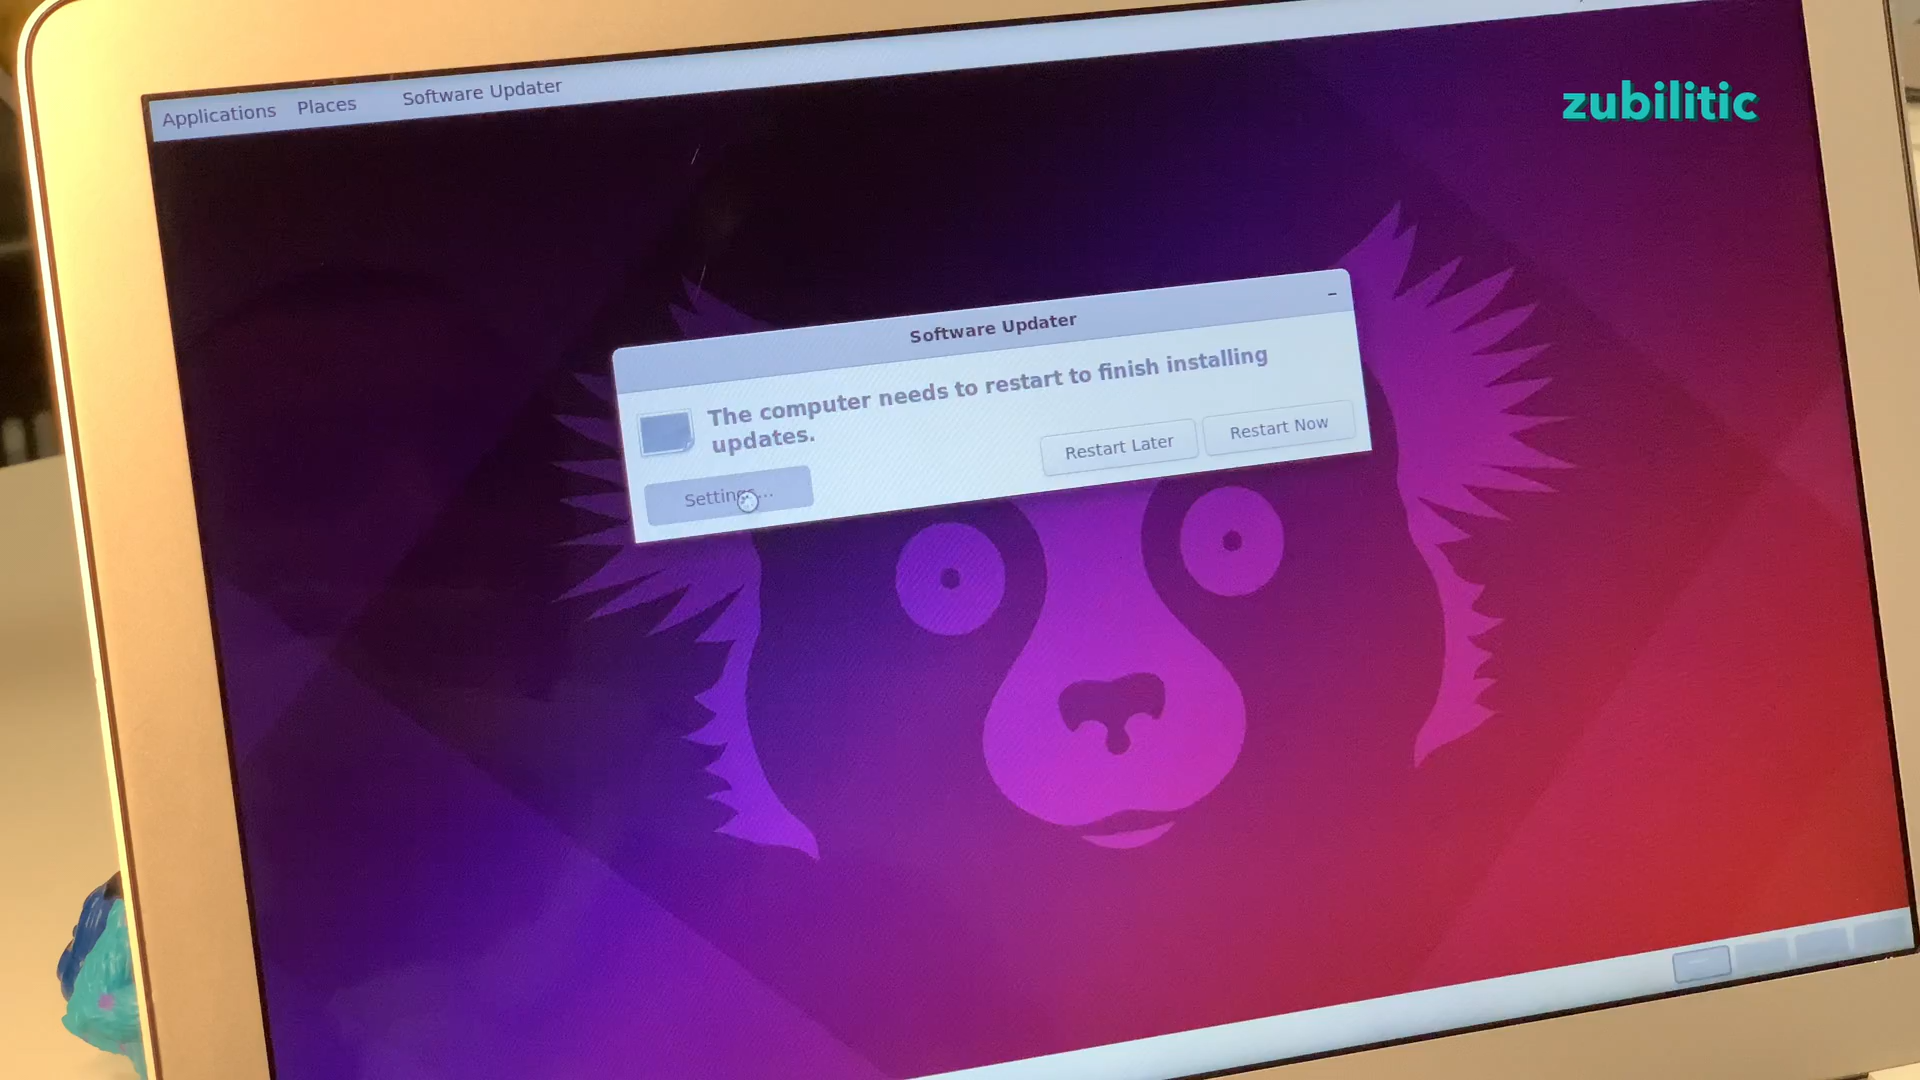 Applications Places Software Updater
zubilitic
Software Updater
The computer needs to restart to finish installing
updates.
Restart Later Restart Now
Settings...